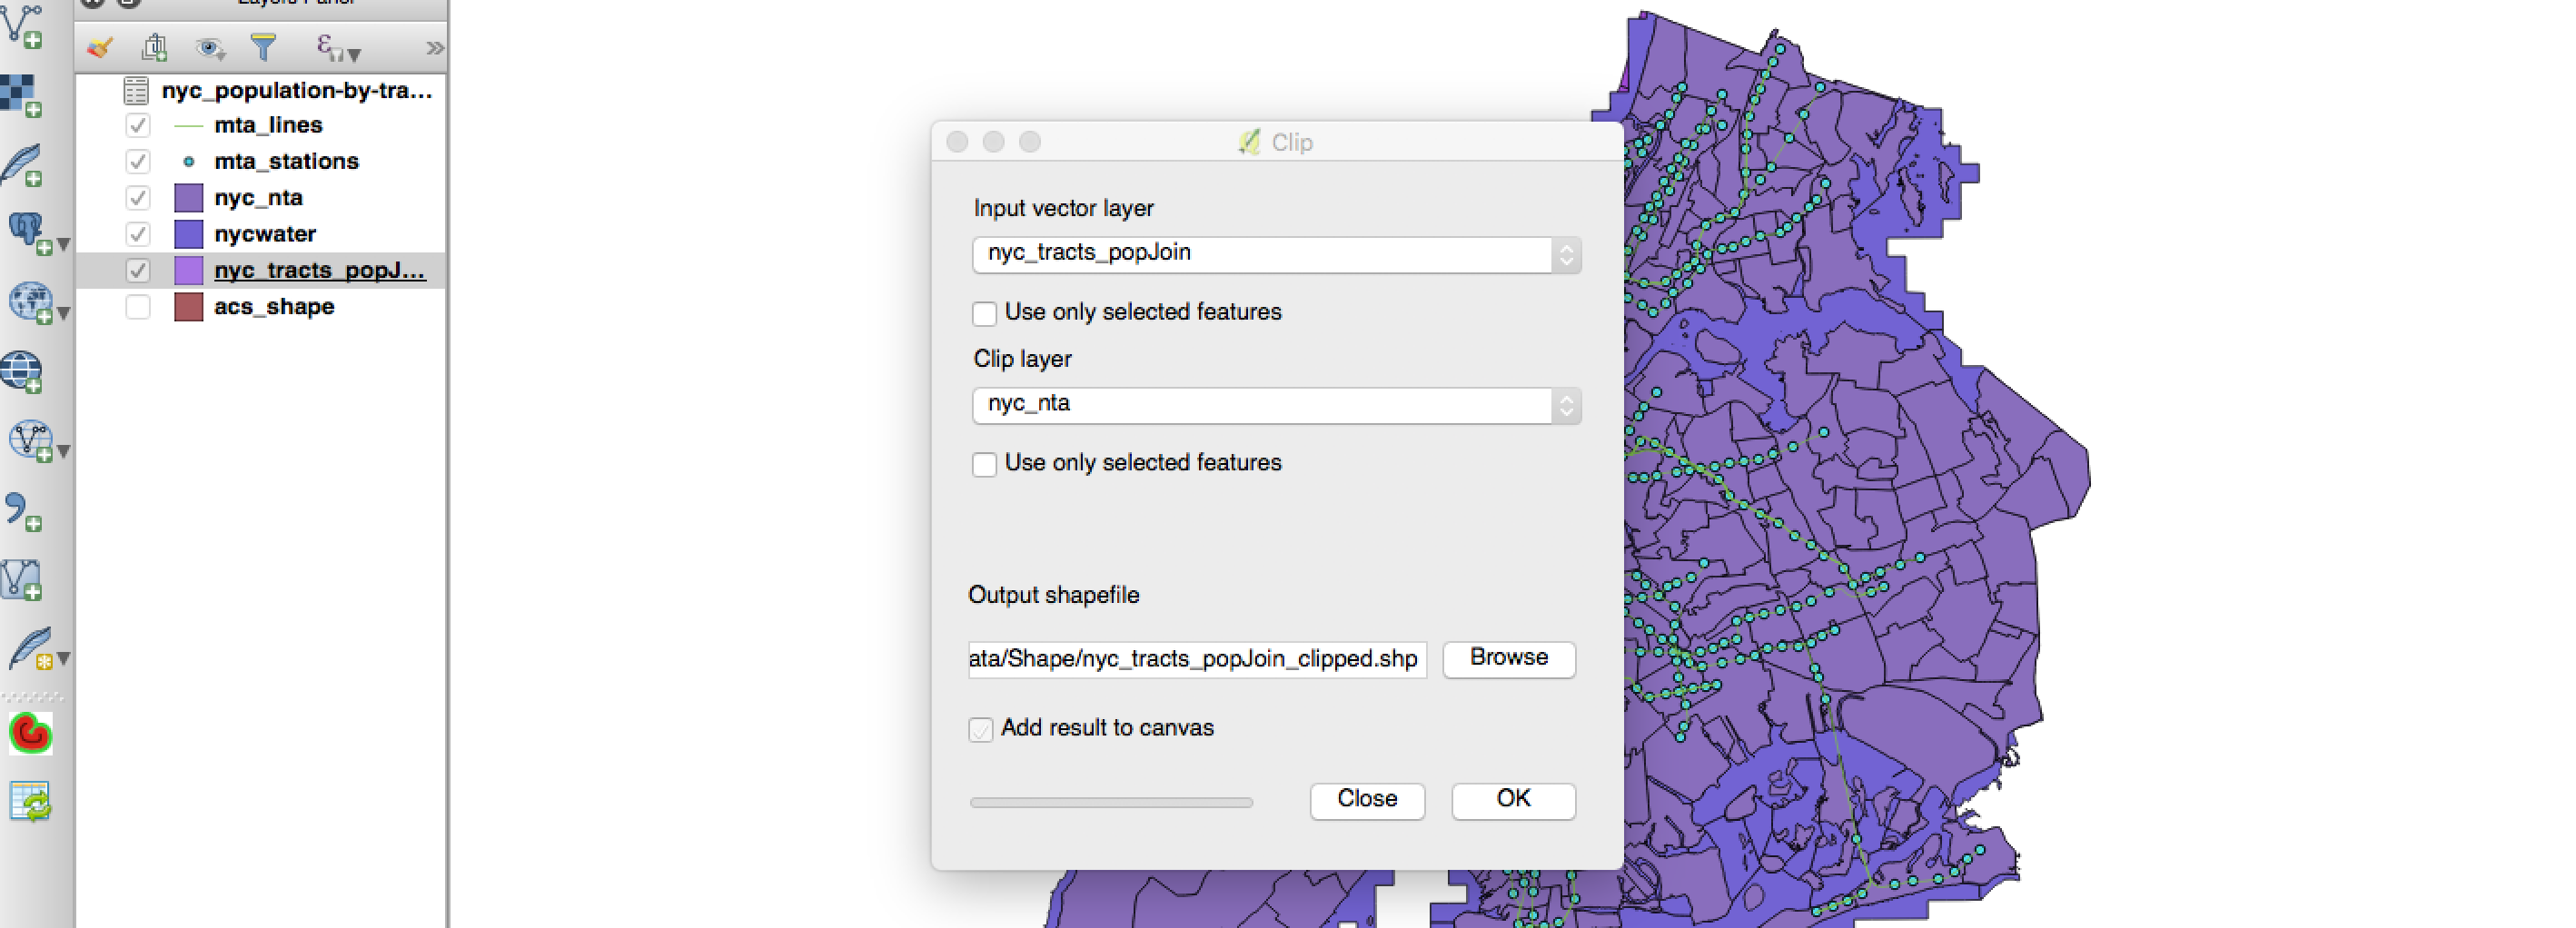 Layers Panel
nyc_population-by-tra...
mta_lines
mta_stations
nyc_nta
nycwater
nyc_tracts_popJ...
acs_shape
Clip
Input vector layer
nyc_tracts_popJoin
Use only selected features
Clip layer
nyc_nta
Use only selected features
Output shapefile
ata/Shape/nyc_tracts_popJoin_clipped.shp
Browse
Add result to canvas
Close
OK